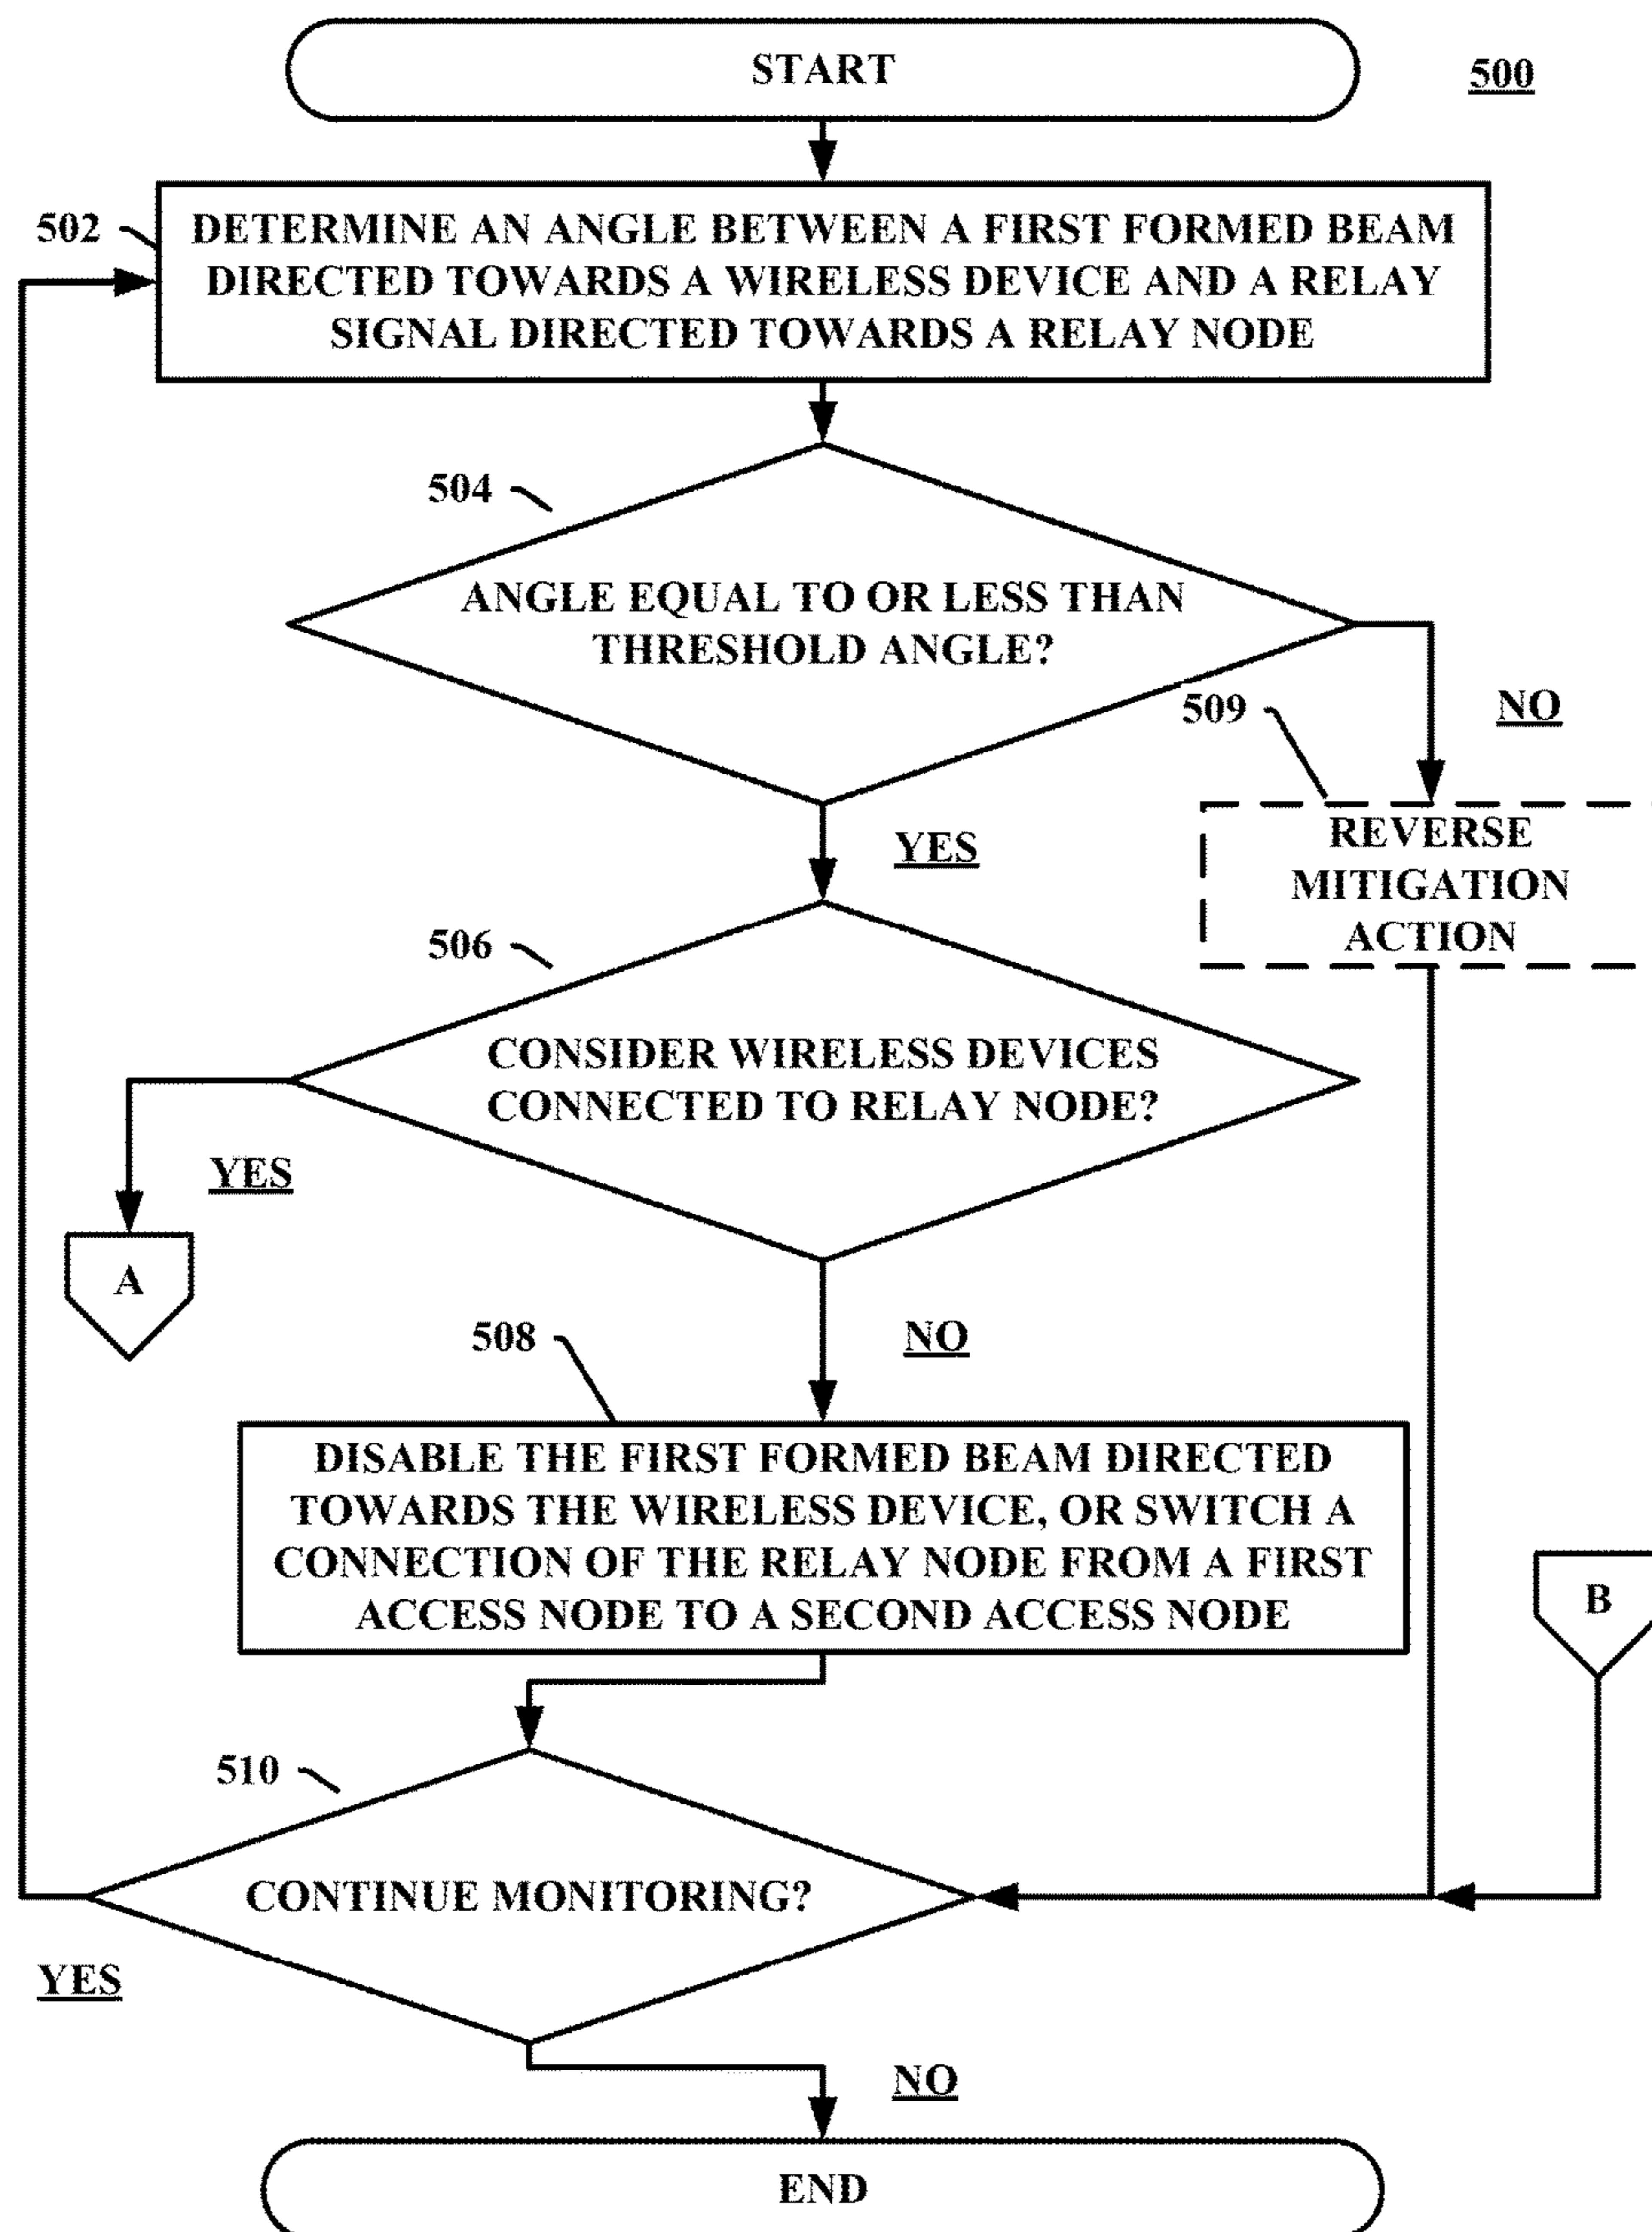 START
500
502
DETERMINE AN ANGLE BETWEEN A FIRST FORMED BEAM
DIRECTED TOWARDS A WIRELESS DEVICE AND A RELAY
SIGNAL DIRECTED TOWARDS A RELAY NODE
504
ANGLE EQUAL TO OR LESS THAN
THRESHOLD ANGLE?
509
NO
YES
REVERSE
MITIGATION
ACTION
506
CONSIDER WIRELESS DEVICES
CONNECTED TO RELAY NODE?
YES
A
508
NO
DISABLE THE FIRST FORMED BEAM DIRECTED
TOWARDS THE WIRELESS DEVICE, OR SWITCH A
CONNECTION OF THE RELAY NODE FROM A FIRST
ACCESS NODE TO A SECOND ACCESS NODE
B
510
CONTINUE MONITORING?
YES
NO
END